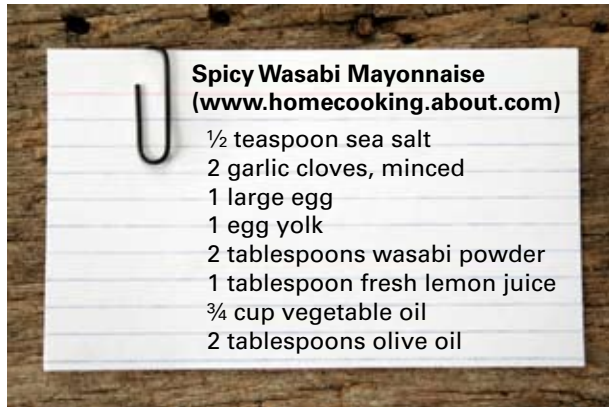 Spicy Wasabi Mayonnaise
(www.homecooking.about.com)
½ teaspoon sea salt
2 garlic cloves, minced
1 large egg
1 egg yolk
2 tablespoons wasabi powder
1 tablespoon fresh lemon juice
¾ cup vegetable oil
2 tablespoons olive oil